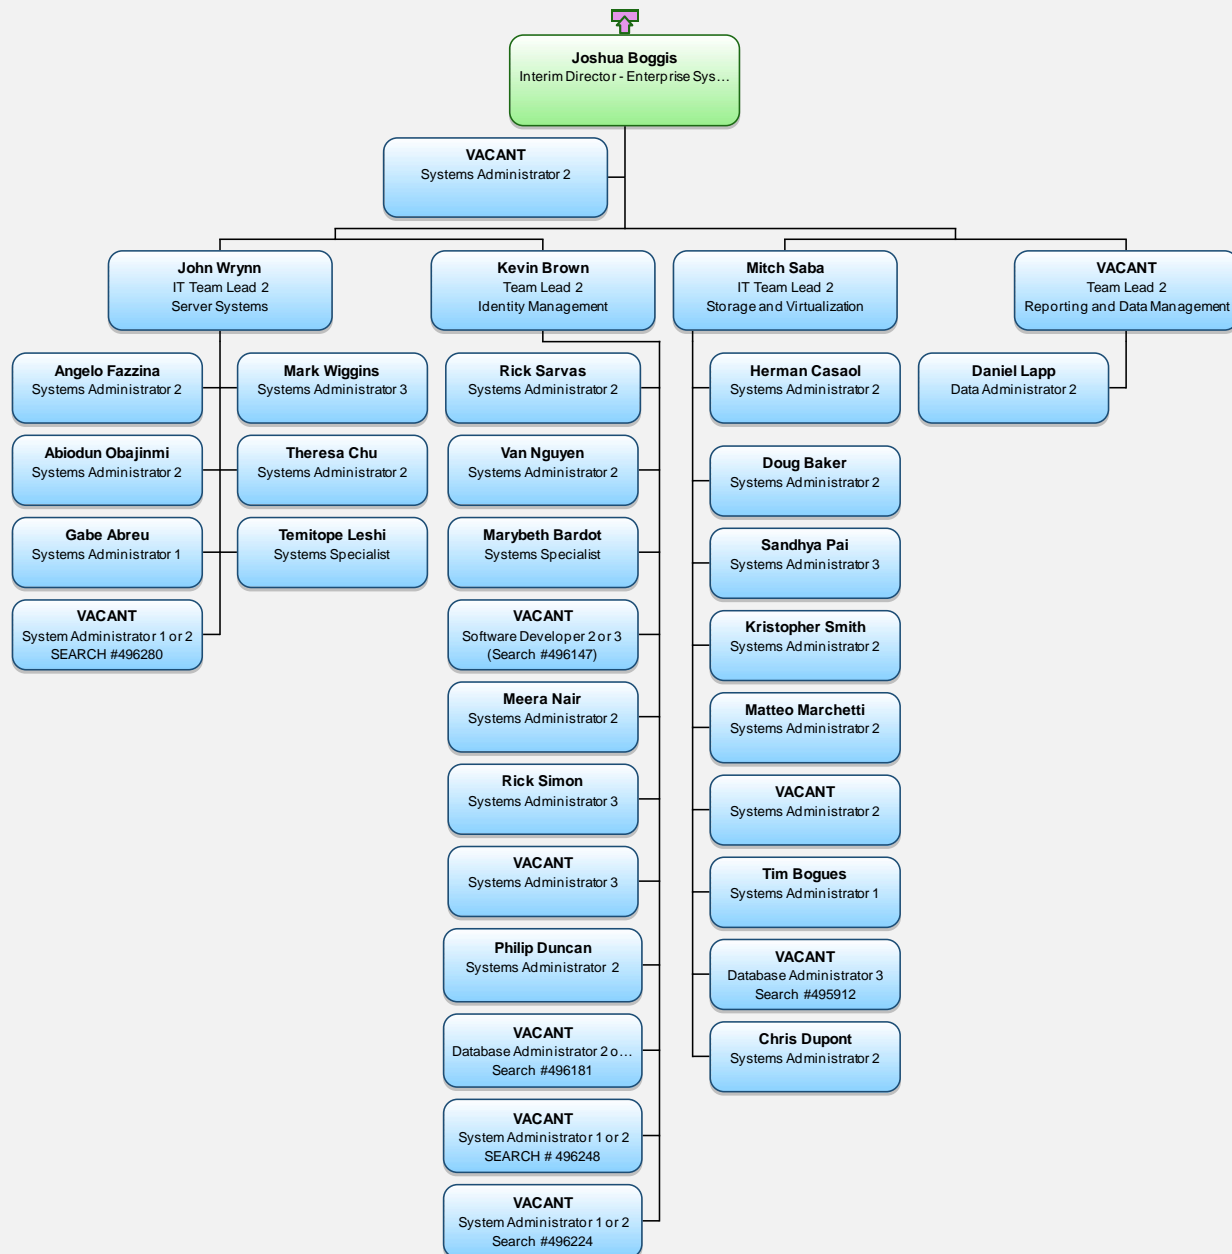 Joshua Boggis
Interim Director - Enterprise Sys...
VACANT
Systems Administrator 2
John Wrynn
IT Team Lead 2
Server Systems
Kevin Brown
Team Lead 2
Identity Management
Mitch Saba
IT Team Lead 2
Storage and Virtualization
VACANT
Team Lead 2
Reporting and Data Management
Angelo Fazzina
Systems Administrator 2
Mark Wiggins
Systems Administrator 3
Abiodun Obajinmi
Systems Administrator 2
Theresa Chu
Systems Administrator 2
Gabe Abreu
Systems Administrator 1
Temitope Leshi
Systems Specialist
VACANT
System Administrator 1 or 2
SEARCH #496280
Rick Sarvas
Systems Administrator 2
Van Nguyen
Systems Administrator 2
Marybeth Bardot
Systems Specialist
VACANT
Software Developer 2 or 3
(Search #496147)
Meera Nair
Systems Administrator 2
Rick Simon
Systems Administrator 3
VACANT
Systems Administrator 3
Philip Duncan
Systems Administrator 2
VACANT
Database Administrator 2 o...
Search #496181
VACANT
System Administrator 1 or 2
SEARCH # 496248
VACANT
System Administrator 1 or 2
Search #496224
Herman Casaol
Systems Administrator 2
Doug Baker
Systems Administrator 2
Sandhya Pai
Systems Administrator 3
Kristopher Smith
Systems Administrator 2
Matteo Marchetti
Systems Administrator 2
VACANT
Systems Administrator 2
Tim Bogues
Systems Administrator 1
VACANT
Database Administrator 3
Search #495912
Chris Dupont
Systems Administrator 2
Daniel Lapp
Data Administrator 2